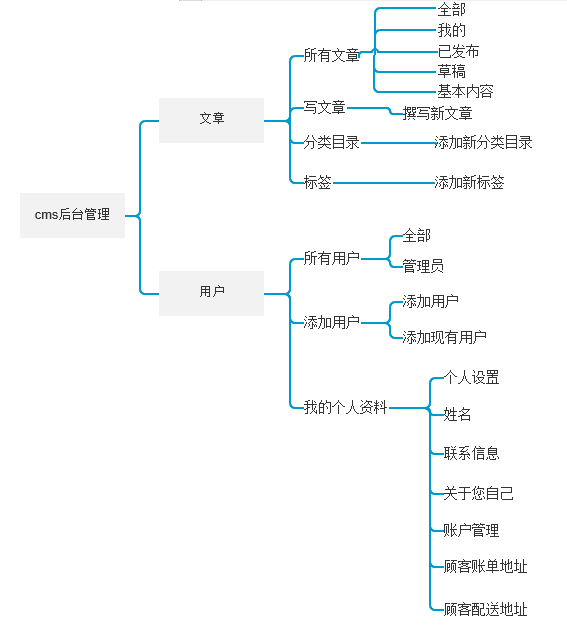 cms后台管理
文章
所有文章
全部
我的
已发布
草稿
基本内容
写文章
撰写新文章
分类目录
添加新分类目录
标签
添加新标签
用户
所有用户
全部
管理员
添加用户
添加用户
添加现有用户
我的个人资料
个人设置
姓名
联系信息
关于您自己
账户管理
顾客账单地址
顾客配送地址